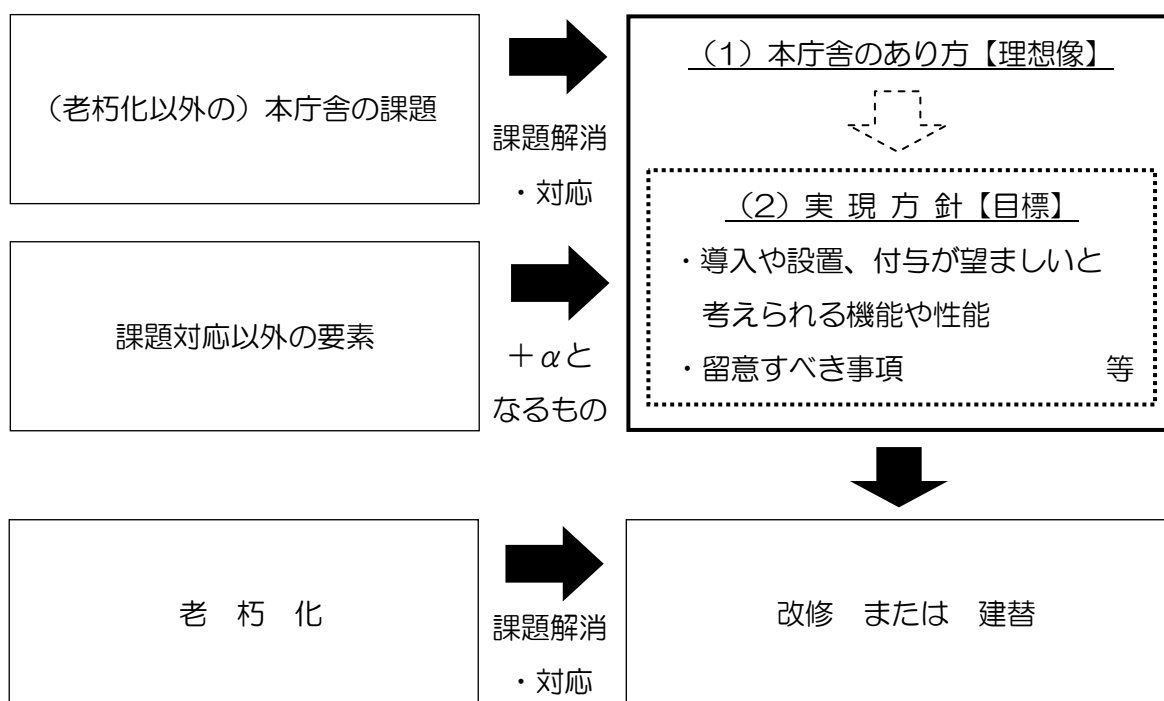 （老朽化以外の）本庁舎の課題
課題解消
・対応
（1）本庁舎のあり方【理想像】
（2）実 現 方 針【目標】
・導入や設置、付与が望ましいと
考えられる機能や性能
・留意すべき事項　　　　　　等
課題対応以外の要素
＋αと
なるもの
老　朽　化
課題解消
・対応
改修　または　建替